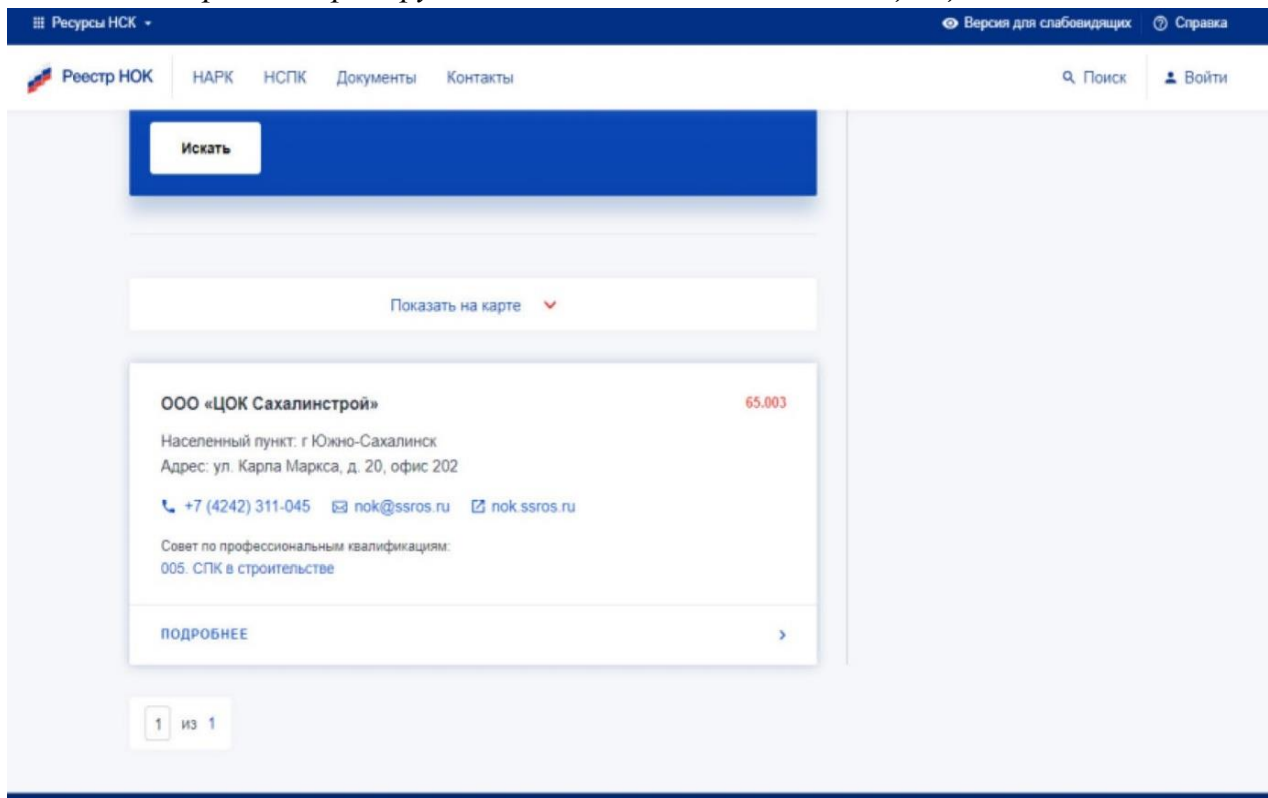 Ресурсы НСК
Версия для слабовидящих
Справка
Реестр НОК
НАРК
НСПК
Документы
Контакты
Поиск
Войти
Искать
Показать на карте
ООО «ЦОК Сахалинстрой»
65.003
Населенный пункт: г Южно-Сахалинск
Адрес: ул. Карла Маркса, д. 20, офис 202
+7 (4242) 311-045
nok@ssros.ru
nok.ssros.ru
Совет по профессиональным квалификациям:
005. СПК в строительстве
ПОДРОБНЕЕ
1 из 1